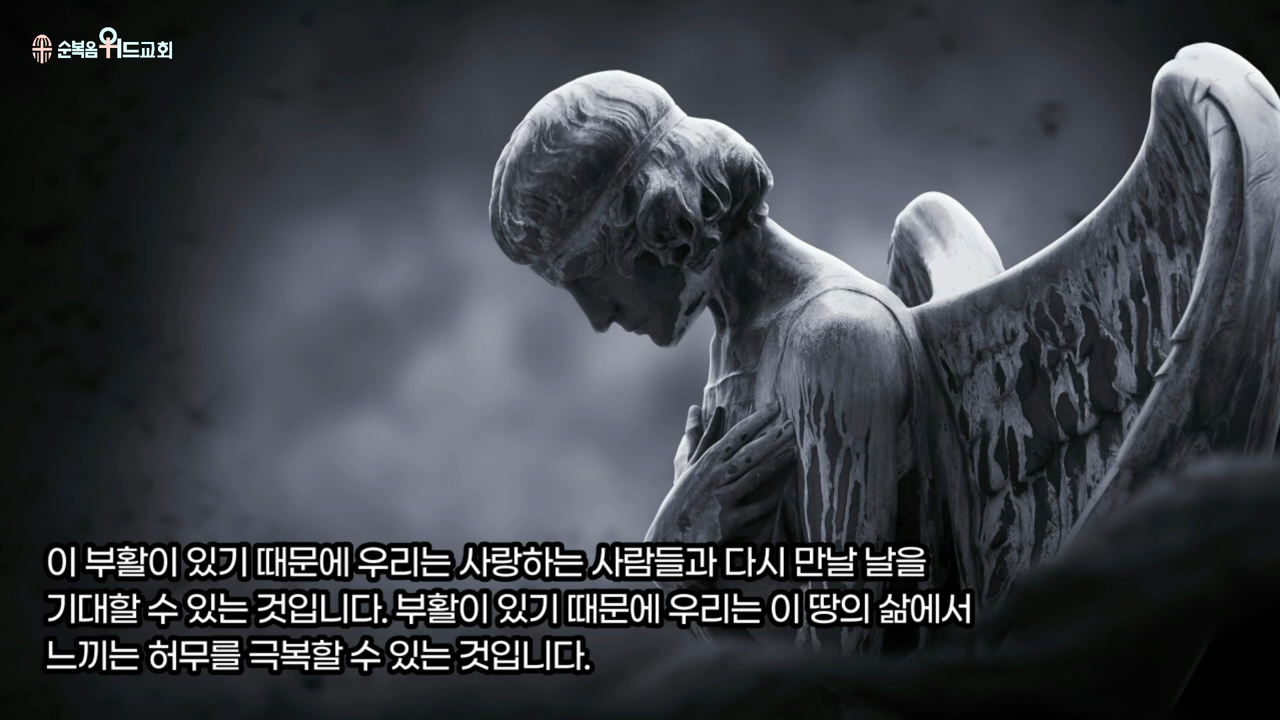 순복음위드교회
이 부활이 있기 때문에 우리는 사랑하는 사람들과 다시 만날 날을
기대할 수 있는 것입니다. 부활이 있기 때문에 우리는 이 땅의 삶에서
느끼는 허무를 극복할 수 있는 것입니다.